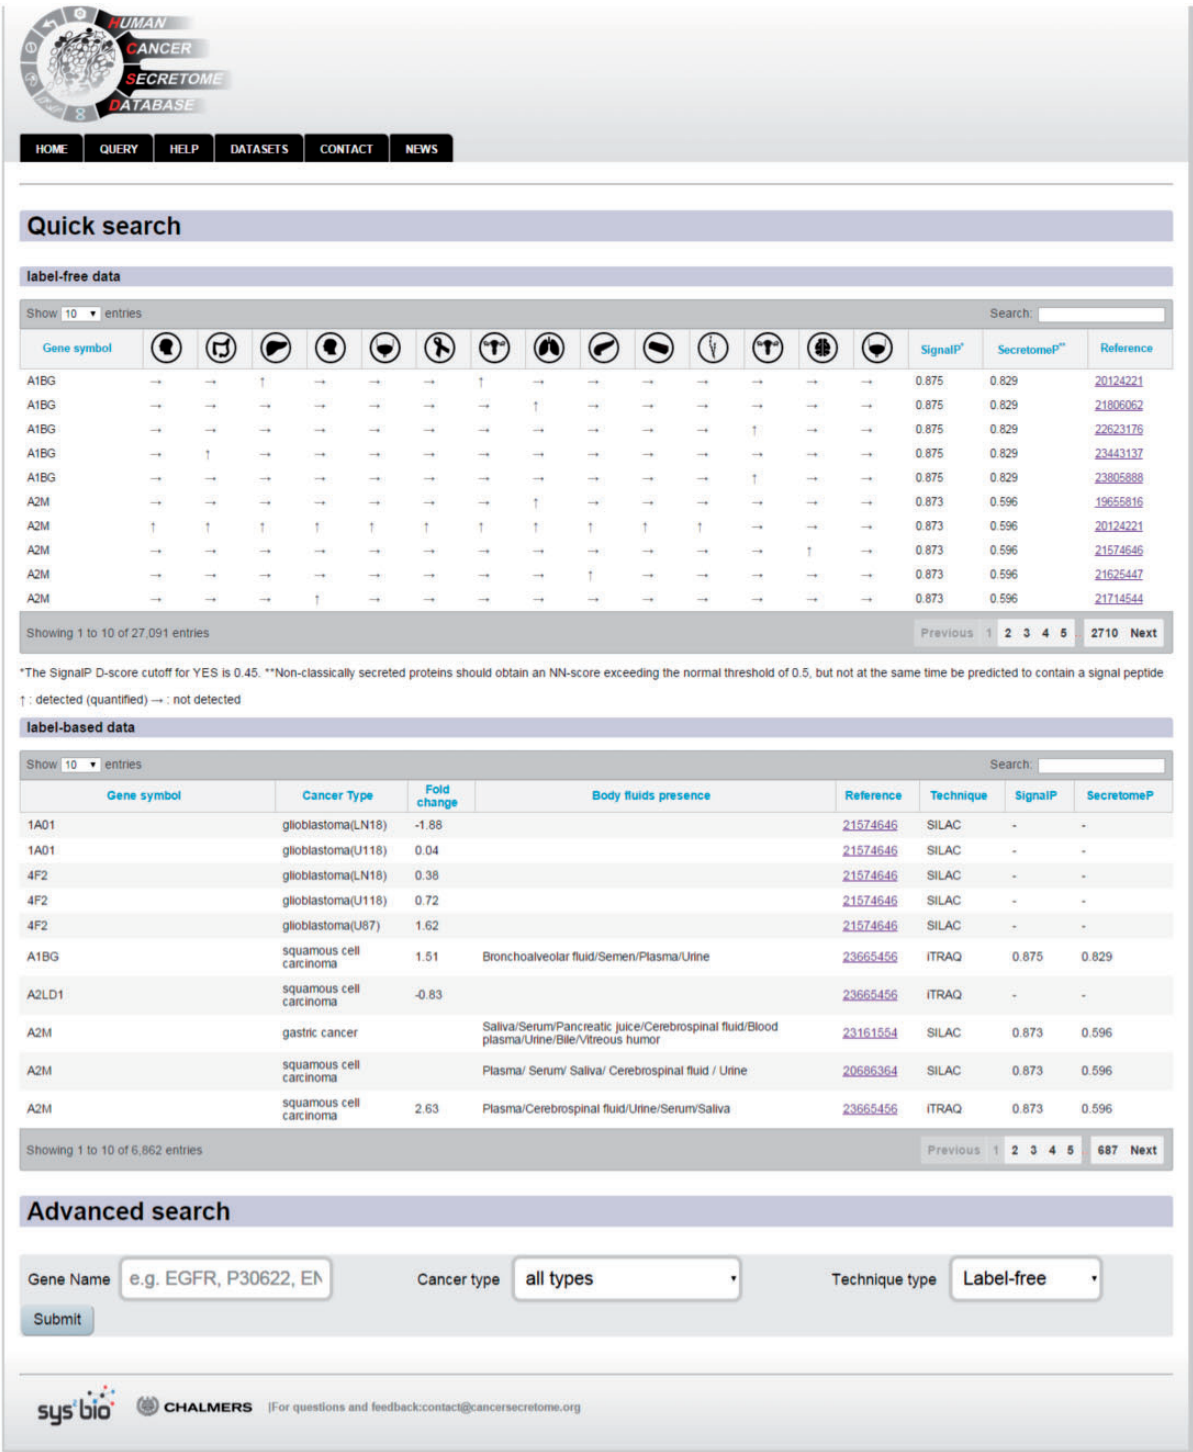 HUMAN
CANCER
SECRETOME
DATABASE
HOME QUERY HELP DATASETS CONTACT NEWS
Quick search
label-free data
Show 10 entries Search:
Gene symbol SignalP* SecretomeP** Reference
A1BG → → ↑ → → → ↑ → → → → → → → 0.875 0.829 20124221
A1BG → → → → → → → ↑ → → → → → → 0.875 0.829 21806062
A1BG → → → → → → → → → → → ↑ → → 0.875 0.829 22623176
A1BG → ↑ → → → → → → → → → → → → 0.875 0.829 23443137
A1BG → → → → → → → → → → → ↑ → → 0.875 0.829 23805888
A2M → → → → → → → ↑ → → → → → → 0.873 0.596 19655816
A2M ↑ ↑ ↑ ↑ ↑ ↑ ↑ ↑ ↑ ↑ ↑ → → → 0.873 0.596 20124221
A2M → → → → → → → → → → → → ↑ → 0.873 0.596 21574646
A2M → → → → → → → → ↑ → → → → → 0.873 0.596 21625447
A2M → → → ↑ → → → → → → → → → → 0.873 0.596 21714544
Showing 1 to 10 of 27,091 entries Previous 1 2 3 4 5 .. 2710 Next
*The SignalP D-score cutoff for YES is 0.45. **Non-classically secreted proteins should obtain an NN-score exceeding the normal threshold of 0.5, but not at the same time be predicted to contain a signal peptide
↑ : detected (quantified) → : not detected
label-based data
Show 10 entries Search:
Gene symbol Cancer Type Fold change Body fluids presence Reference Technique SignalP SecretomeP
1A01 glioblastoma(LN18) -1.88 21574646 SILAC - -
1A01 glioblastoma(U118) 0.04 21574646 SILAC - -
4F2 glioblastoma(LN18) 0.38 21574646 SILAC - -
4F2 glioblastoma(U118) 0.72 21574646 SILAC - -
4F2 glioblastoma(U87) 1.62 21574646 SILAC - -
A1BG squamous cell carcinoma 1.51 Bronchoalveolar fluid/Semen/Plasma/Urine 23665456 iTRAQ 0.875 0.829
A2LD1 squamous cell carcinoma -0.83 23665456 iTRAQ - -
A2M gastric cancer Saliva/Serum/Pancreatic juice/Cerebrospinal fluid/Blood plasma/Urine/Bile/Vitreous humor 23161554 SILAC 0.873 0.596
A2M squamous cell carcinoma Plasma/ Serum/ Saliva/ Cerebrospinal fluid / Urine 20686364 SILAC 0.873 0.596
A2M squamous cell carcinoma 2.63 Plasma/Cerebrospinal fluid/Urine/Serum/Saliva 23665456 iTRAQ 0.873 0.596
Showing 1 to 10 of 6,862 entries Previous 1 2 3 4 5 .. 687 Next
Advanced search
Gene Name e.g. EGFR, P30622, EN Cancer type all types Technique type Label-free
Submit
sys²bio CHALMERS |For questions and feedback:contact@cancersecretome.org